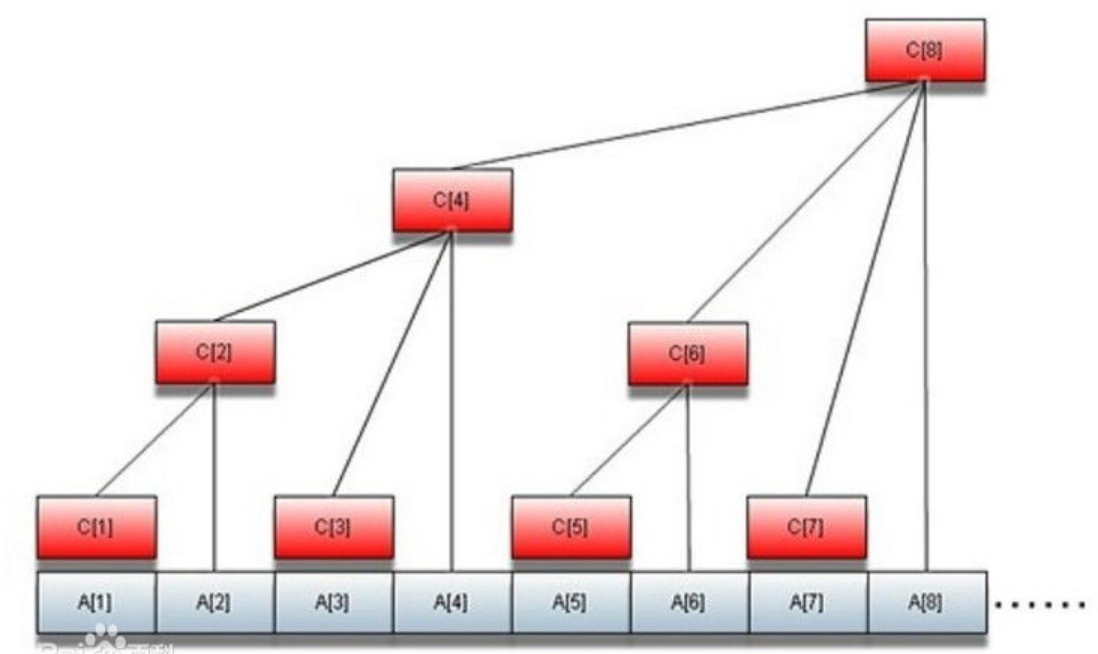 C[8]
C[4]
C[2] C[6]
C[1] C[3] C[5] C[7]
A[1] A[2] A[3] A[4] A[5] A[6] A[7] A[8] ......